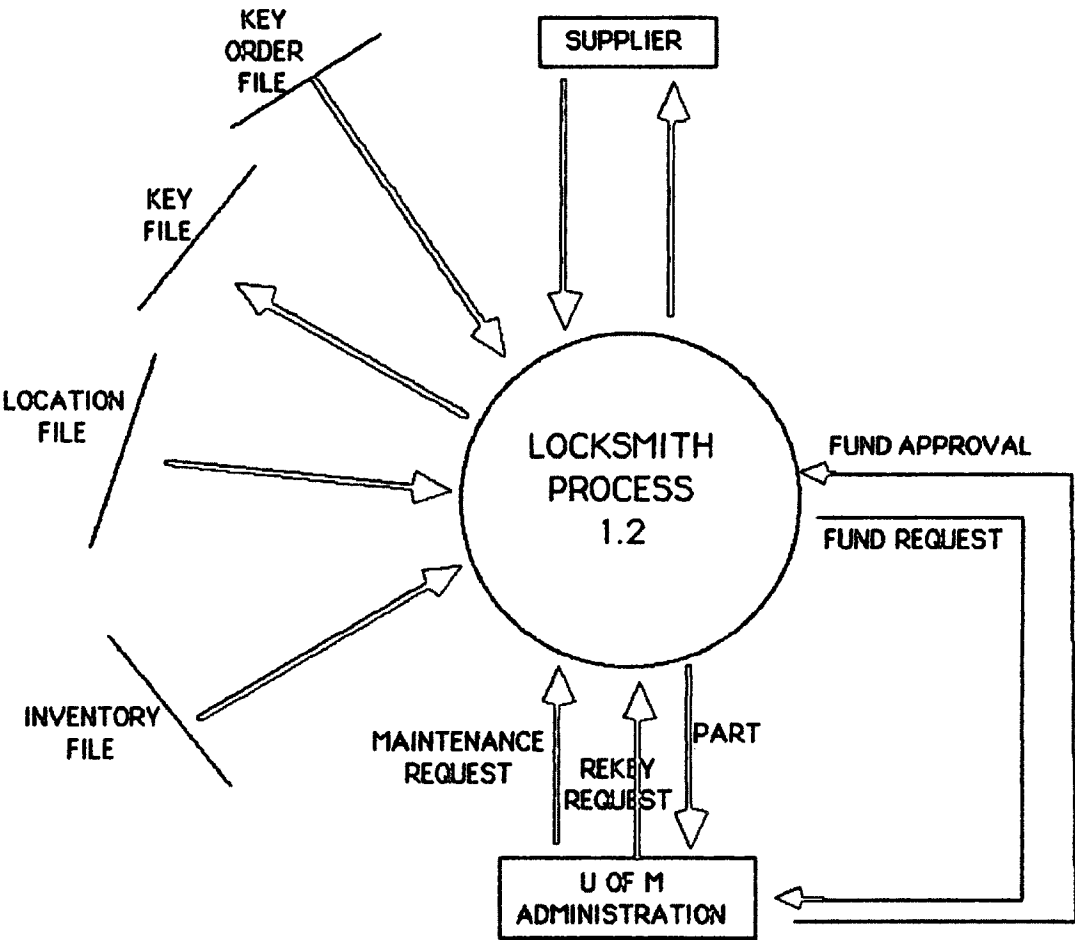 KEY
ORDER
FILE
SUPPLIER
KEY
FILE
LOCATION
FILE
LOCKSMITH
PROCESS
1.2
FUND APPROVAL
FUND REQUEST
INVENTORY
FILE
MAINTENANCE
REQUEST
REKEY
REQUEST
PART
U OF M
ADMINISTRATION